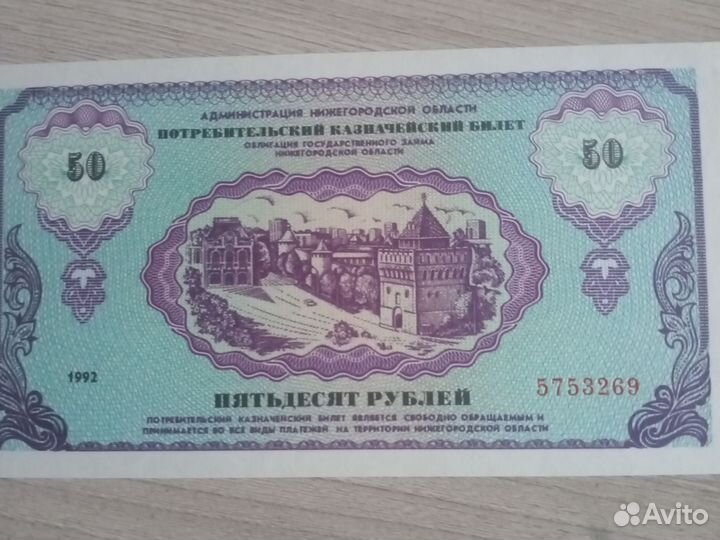 АДМИНИСТРАЦИЯ НИЖЕГОРОДСКОЙ ОБЛАСТИ
ПОТРЕБИТЕЛЬСКИЙ КАЗНАЧЕЙСКИЙ БИЛЕТ
ОБЛИГАЦИЯ ГОСУДАРСТВЕННОГО ЗАЙМА
НИЖЕГОРОДСКОЙ ОБЛАСТИ
50
50
1992
ПЯТЬДЕСЯТ РУБЛЕЙ
5753269
ПОТРЕБИТЕЛЬСКИЙ КАЗНАЧЕЙСКИЙ БИЛЕТ ЯВЛЯЕТСЯ СВОБОДНО ОБРАЩАЕМЫМ И
ПРИНИМАЕТСЯ ВО ВСЕ ВИДЫ ПЛАТЕЖЕЙ НА ТЕРРИТОРИИ НИЖЕГОРОДСКОЙ ОБЛАСТИ
Avito